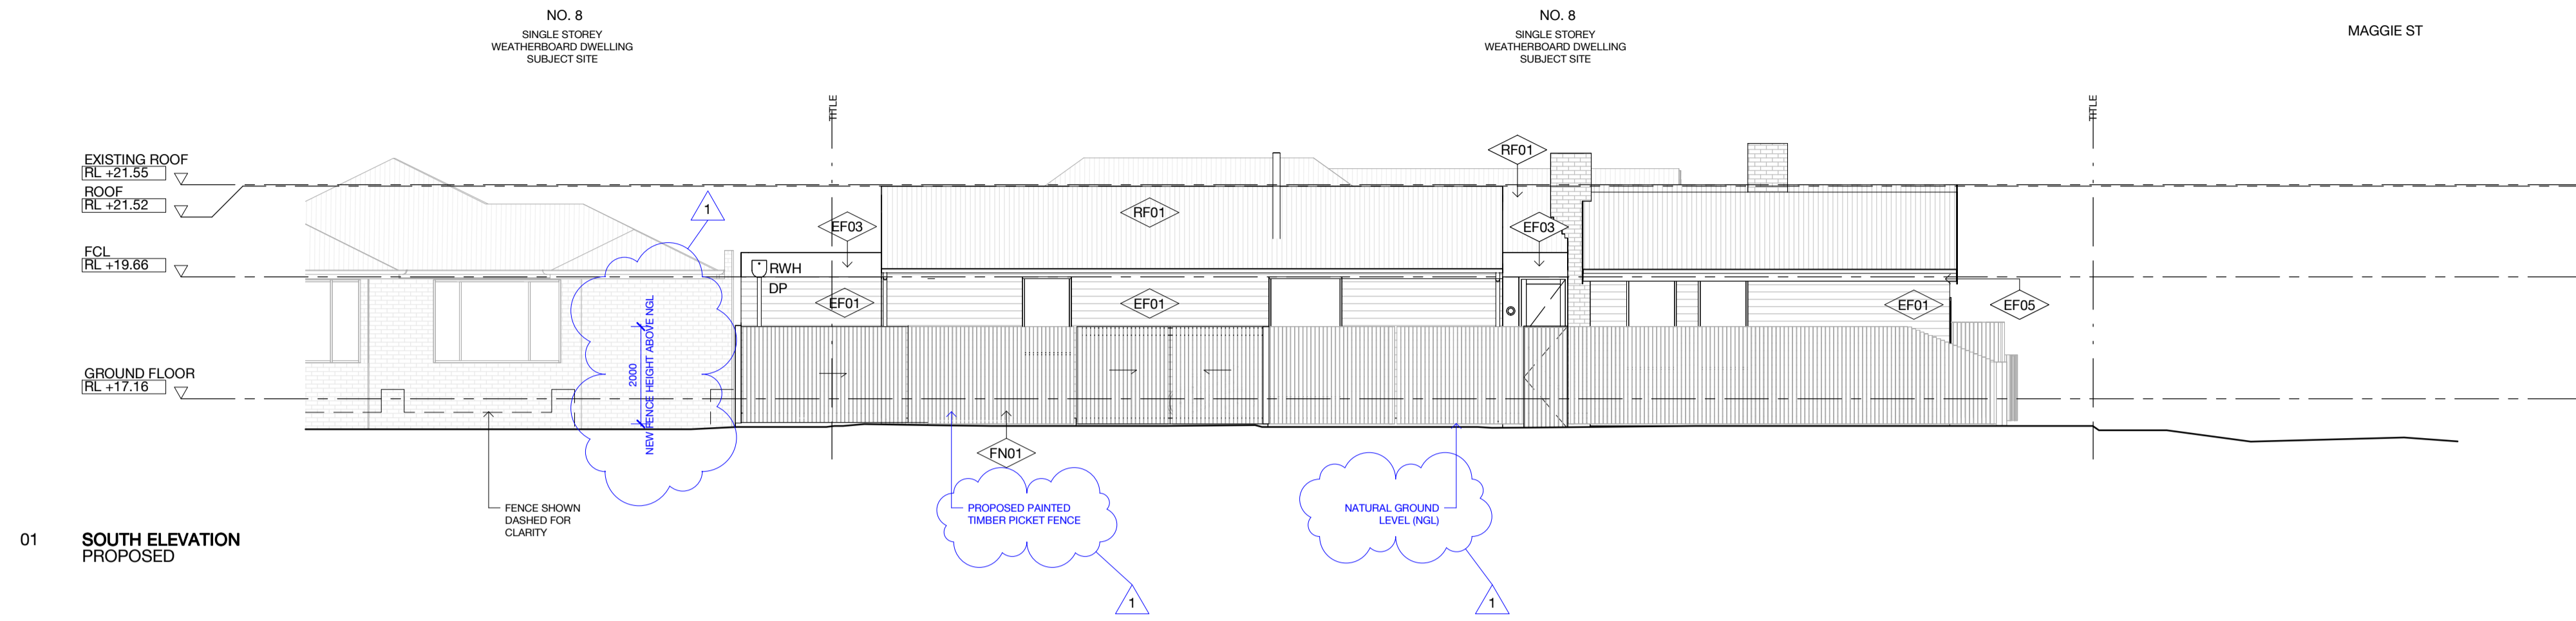 NO. 8
SINGLE STOREY
WEATHERBOARD DWELLING
SUBJECT SITE
NO. 8
SINGLE STOREY
WEATHERBOARD DWELLING
SUBJECT SITE
MAGGIE ST
TITLE
TITLE
EXISTING ROOF
RL +21.55
ROOF
RL +21.52
FCL
RL +19.66
GROUND FLOOR
RL +17.16
1
2000
NEW FENCE HEIGHT ABOVE NGL
RWH
DP
EF03
EF01
RF01
EF01
RF01
EF03
EF01
EF05
FN01
FENCE SHOWN
DASHED FOR
CLARITY
PROPOSED PAINTED
TIMBER PICKET FENCE
1
NATURAL GROUND
LEVEL (NGL)
1
01 SOUTH ELEVATION
PROPOSED